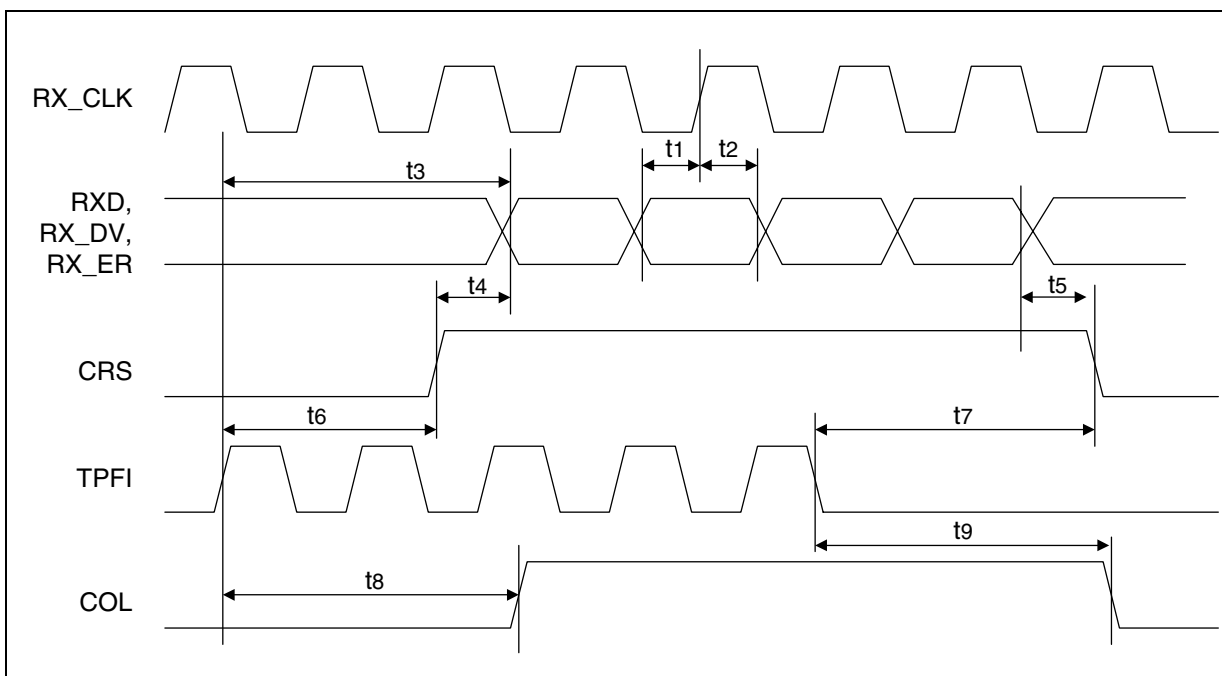 RX_CLK
t1
t2
t3
RXD,
RX_DV,
RX_ER
t4
t5
CRS
t6
t7
TPFI
t9
t8
COL